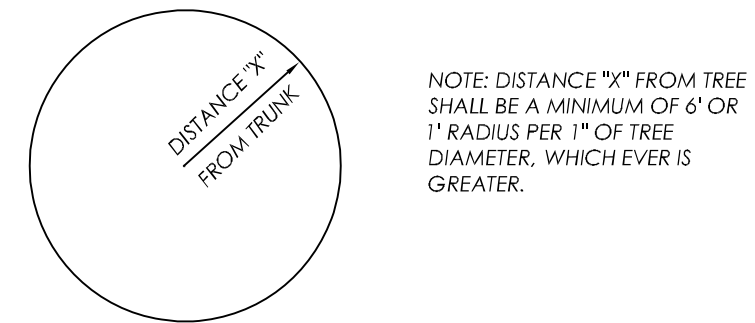 DISTANCE "X"
FROM TRUNK
NOTE: DISTANCE "X" FROM TREE
SHALL BE A MINIMUM OF 6' OR
1' RADIUS PER 1" OF TREE
DIAMETER, WHICH EVER IS
GREATER.